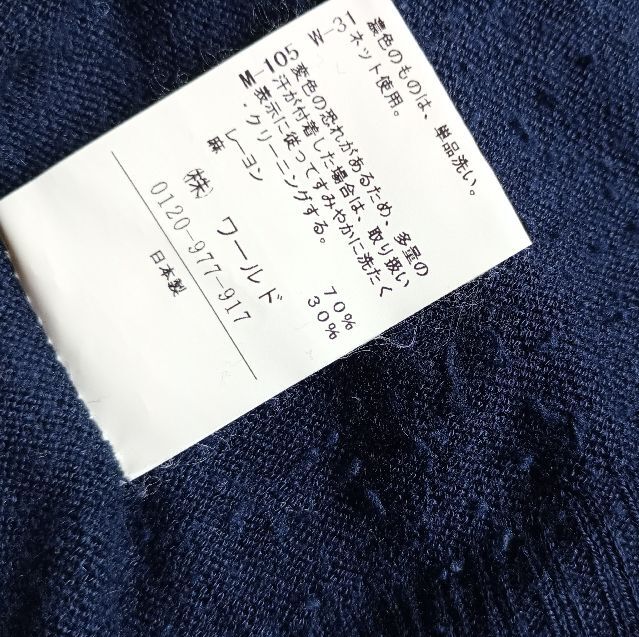 W-31
濃色のものは、単品洗い。
ネット使用。
M-105
変色の恐れがあるため、多量の
汗が付着した場合は、取り扱い
表示に従ってすみやかに洗たく
・クリーニングする。
レーヨン 70%
麻 30%
㈱ ワールド
0120-977-917
日本製